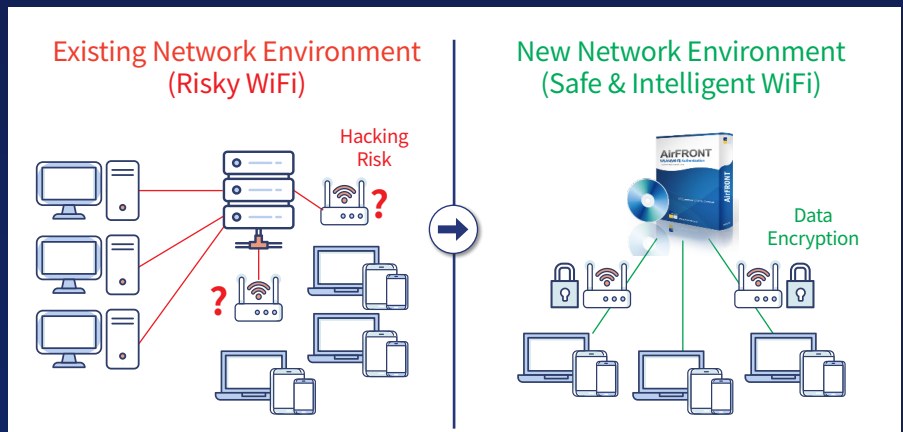 Existing Network Environment
(Risky WiFi)
Hacking
Risk
?
?
New Network Environment
(Safe & Intelligent WiFi)
AirFRONT
AirFRONT
Data
Encryption